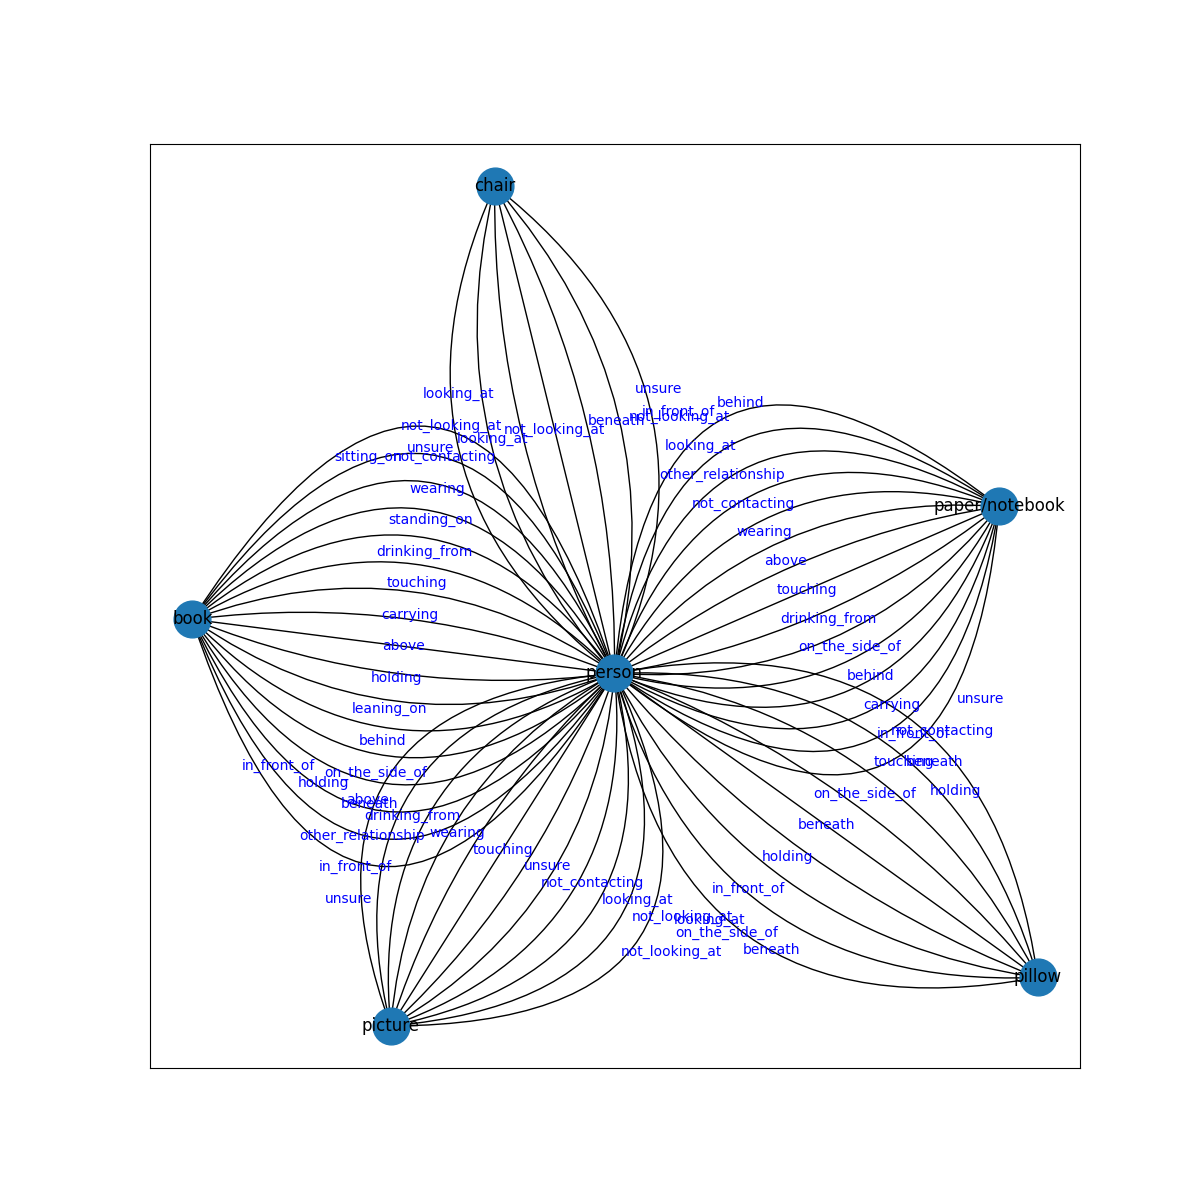 chair
unsure
looking_at
behind
in_front_of
not_looking_at
beneath
not_looking_at
not_looking_at
looking_at
looking_at
unsure
sitting_on
not_contacting
other_relationship
wearing
not_contacting
paper/notebook
standing_on
wearing
drinking_from
above
touching
touching
carrying
drinking_from
book
above
on_the_side_of
person
holding
behind
unsure
leaning_on
carrying
not_contacting
in_front_of
behind
touching
beneath
in_front_of
on_the_side_of
holding
holding
on_the_side_of
above
beneath
drinking_from
beneath
wearing
other_relationship
touching
holding
unsure
in_front_of
not_contacting
in_front_of
unsure
looking_at
not_looking_at
looking_at
on_the_side_of
not_looking_at
beneath
pillow
picture